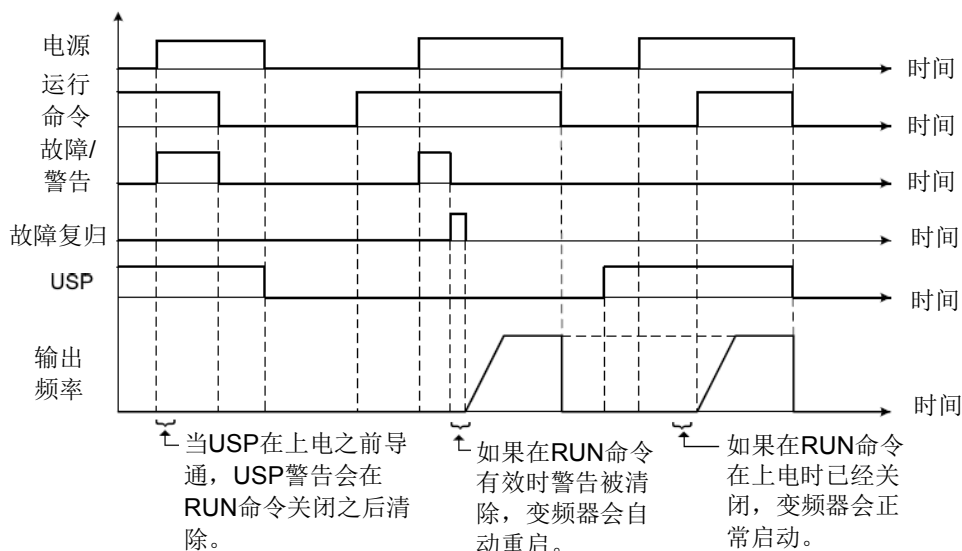 电源
时间
运行
命令
时间
故障/
警告
时间
故障复归
时间
USP
时间
输出
频率
时间
当USP在上电之前导
通，USP警告会在
RUN命令关闭之后清
除。
如果在RUN命令
有效时警告被清
除，变频器会自
动重启。
如果在RUN命令
在上电时已经关
闭，变频器会正
常启动。